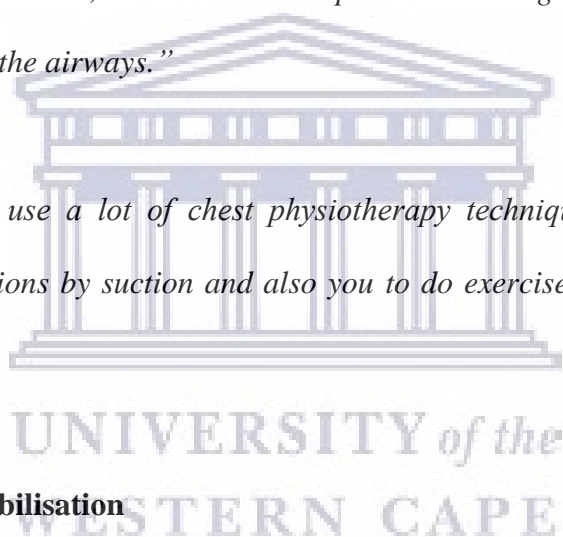 the airways.”
use a lot of chest physiotherapy
ions by suction and also you to do exercise
UNIVERSITY of the
bilisation
WESTERN CAPE